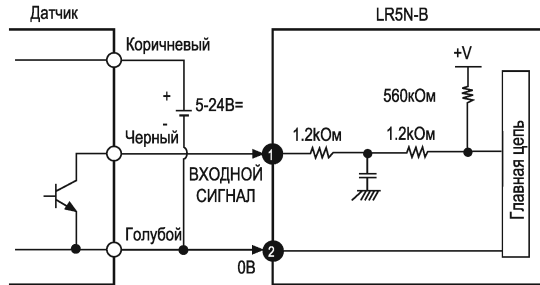 Датчик
LR5N-B
Коричневый
+
5-24В=
-
Черный
1
ВХОДНОЙ
СИГНАЛ
Голубой
2
0В
+V
560кОм
1.2kОм
1.2kОм
Главная цепь